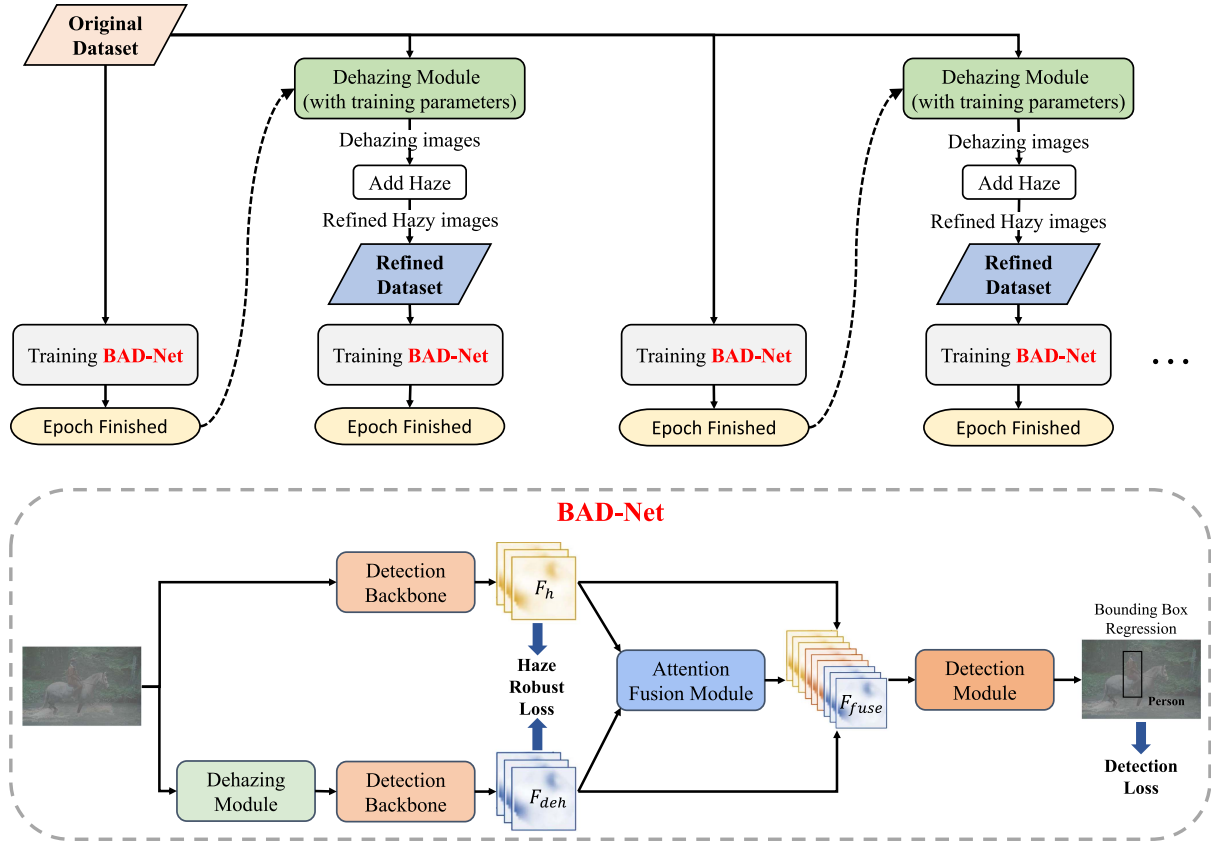 Original
Dataset
Dehazing Module
(with training parameters)
Dehazing images
Add Haze
Refined Hazy images
Refined
Dataset
Dehazing Module
(with training parameters)
Dehazing images
Add Haze
Refined Hazy images
Refined
Dataset
Training BAD-Net
Training BAD-Net
Training BAD-Net
Training BAD-Net
...
Epoch Finished
Epoch Finished
Epoch Finished
Epoch Finished
BAD-Net
Detection
Backbone
F_h
Haze
Robust
Loss
Dehazing
Module
Detection
Backbone
F_deh
Attention
Fusion Module
F_fuse
Detection
Module
Bounding Box
Regression
Person
Detection
Loss